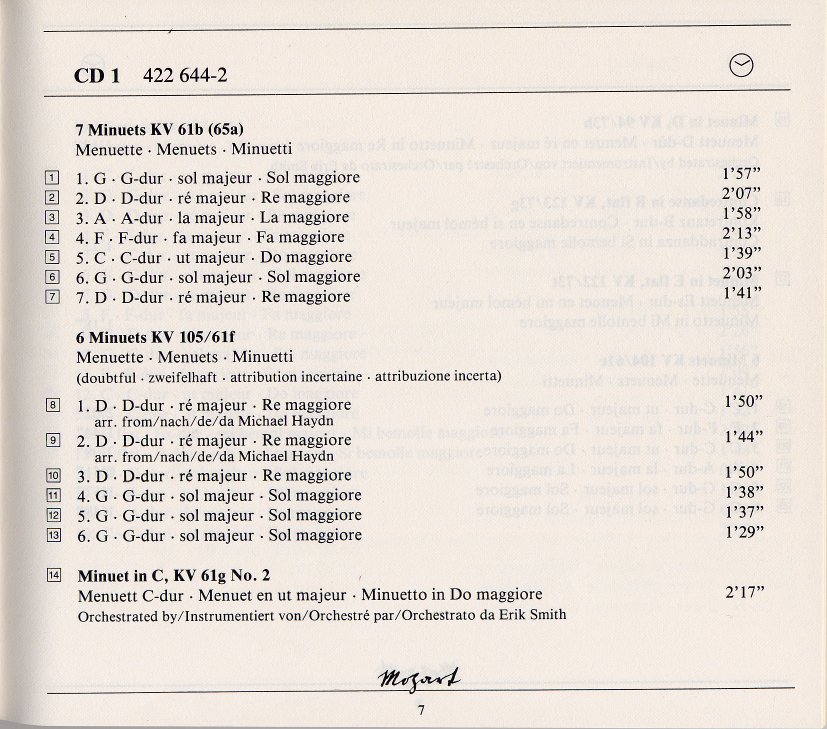 CD 1 422 644-2
7 Minuets KV 61b (65a)
Menuette · Menuets · Minuetti
1 1. G · G-dur · sol majeur · Sol maggiore 1’57”
2 2. D · D-dur · ré majeur · Re maggiore 2’07”
3 3. A · A-dur · la majeur · La maggiore 1’58”
4 4. F · F-dur · fa majeur · Fa maggiore 2’13”
5 5. C · C-dur · ut majeur · Do maggiore 1’39”
6 6. G · G-dur · sol majeur · Sol maggiore 2’03”
7 7. D · D-dur · ré majeur · Re maggiore 1’41”
6 Minuets KV 105/61f
Menuette · Menuets · Minuetti
(doubtful · zweifelhaft · attribution incertaine · attribuzione incerta)
8 1. D · D-dur · ré majeur · Re maggiore 1’50”
arr. from/nach/de/da Michael Haydn
9 2. D · D-dur · ré majeur · Re maggiore 1’44”
arr. from/nach/de/da Michael Haydn
10 3. D · D-dur · ré majeur · Re maggiore 1’50”
11 4. G · G-dur · sol majeur · Sol maggiore 1’38”
12 5. G · G-dur · sol majeur · Sol maggiore 1’37”
13 6. G · G-dur · sol majeur · Sol maggiore 1’29”
14 Minuet in C, KV 61g No. 2
Menuett C-dur · Menuet en ut majeur · Minuetto in Do maggiore 2’17”
Orchestrated by/Instrumentiert von/Orchestré par/Orchestrato da Erik Smith
Mozart
7